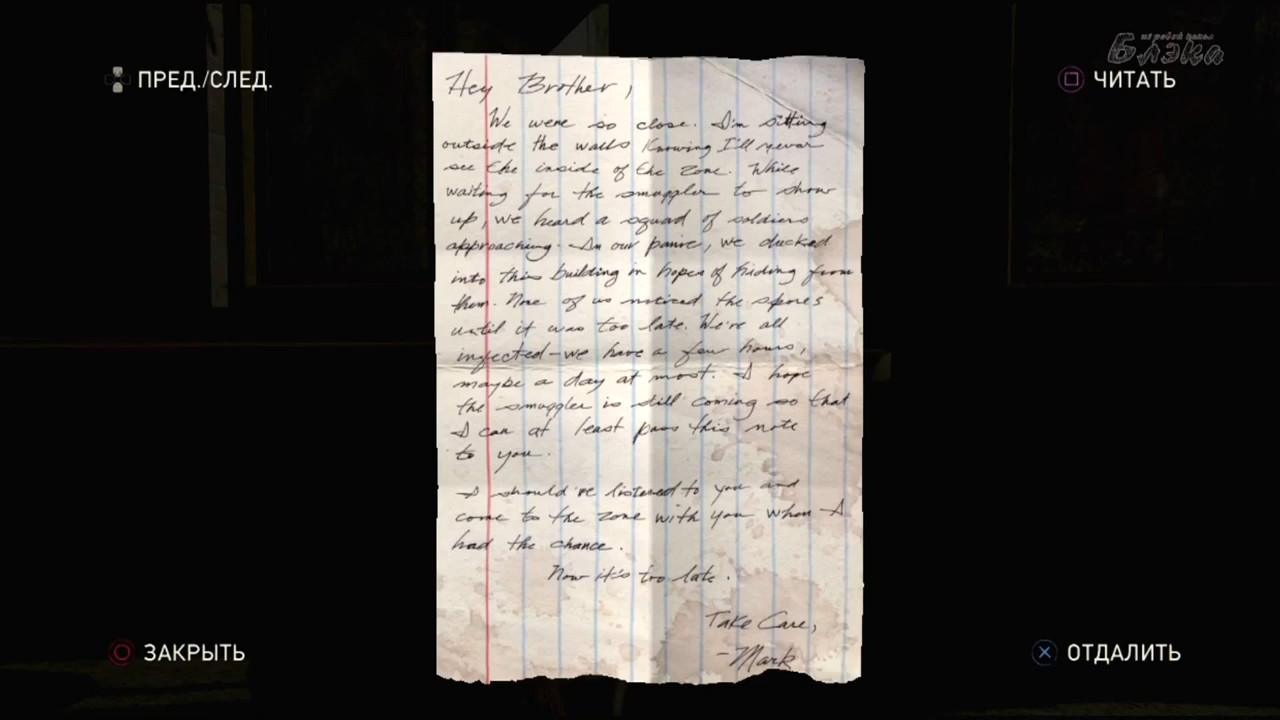 ПРЕД./СЛЕД.
из рода Блэка
ЧИТАТЬ
Hey Brother,
We were so close. I'm sitting
outside the walls knowing I'll never
see the inside of the zone. While
waiting for the smuggler to show
up, we heard a squad of soldiers
approaching. In our panic, we ducked
into this building in hopes of hiding from
them. None of us noticed the spores
until it was too late. We're all
infected-we have a few hours,
maybe a day at most. I hope
the smuggler is still coming so that
I can at least pass this note
to you.
I should've listened to you and
come to the zone with you when I
had the chance.
Now it's too late.
Take Care,
-Mark
ЗАКРЫТЬ
ОТДАЛИТЬ